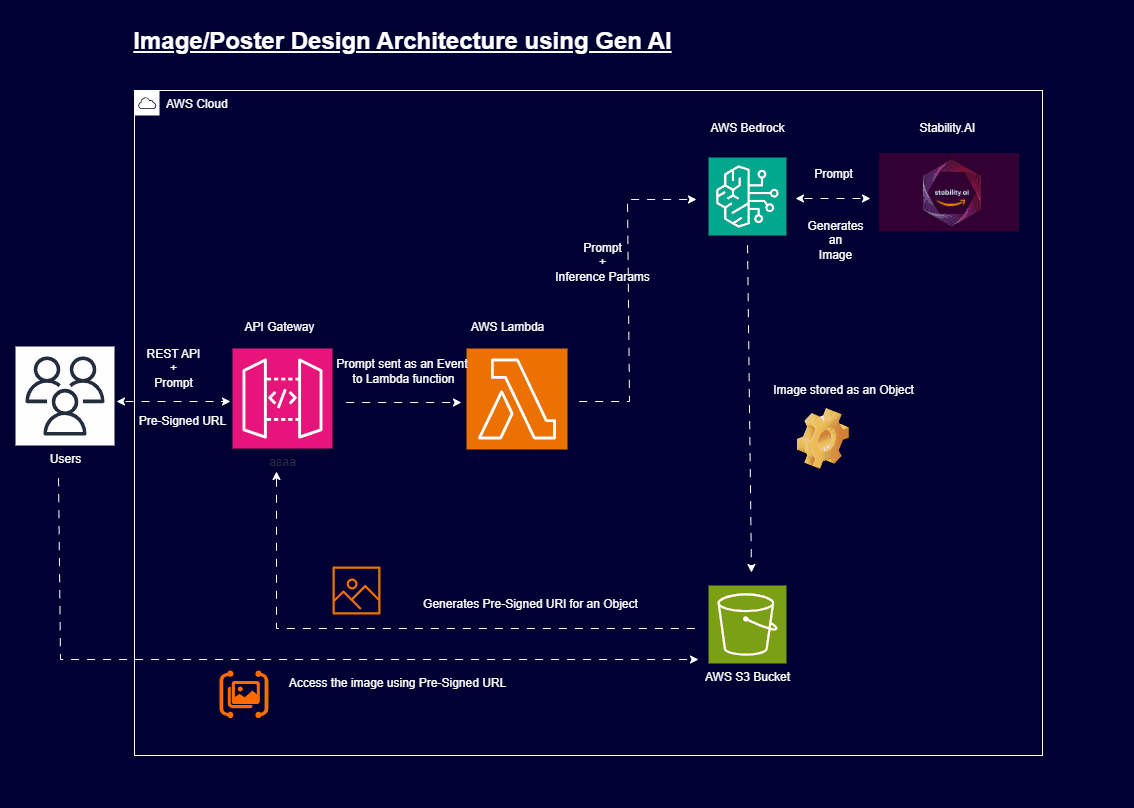 Image/Poster Design Architecture using Gen AI
AWS Cloud
AWS Bedrock
Stability.AI
Prompt
stability ai
Generates
an
Image
Prompt
+
Inference Params
API Gateway
AWS Lambda
REST API
+
Prompt
Prompt sent as an Event
to Lambda function
</>
Pre-Signed URL
Image stored as an Object
Users
aaaa
Generates Pre-Signed URl for an Object
AWS S3 Bucket
Access the image using Pre-Signed URL